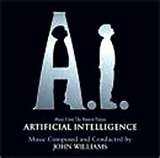 A.I.
Music From The Motion Picture
ARTIFICIAL INTELLIGENCE
Music Composed and Conducted by
JOHN WILLIAMS